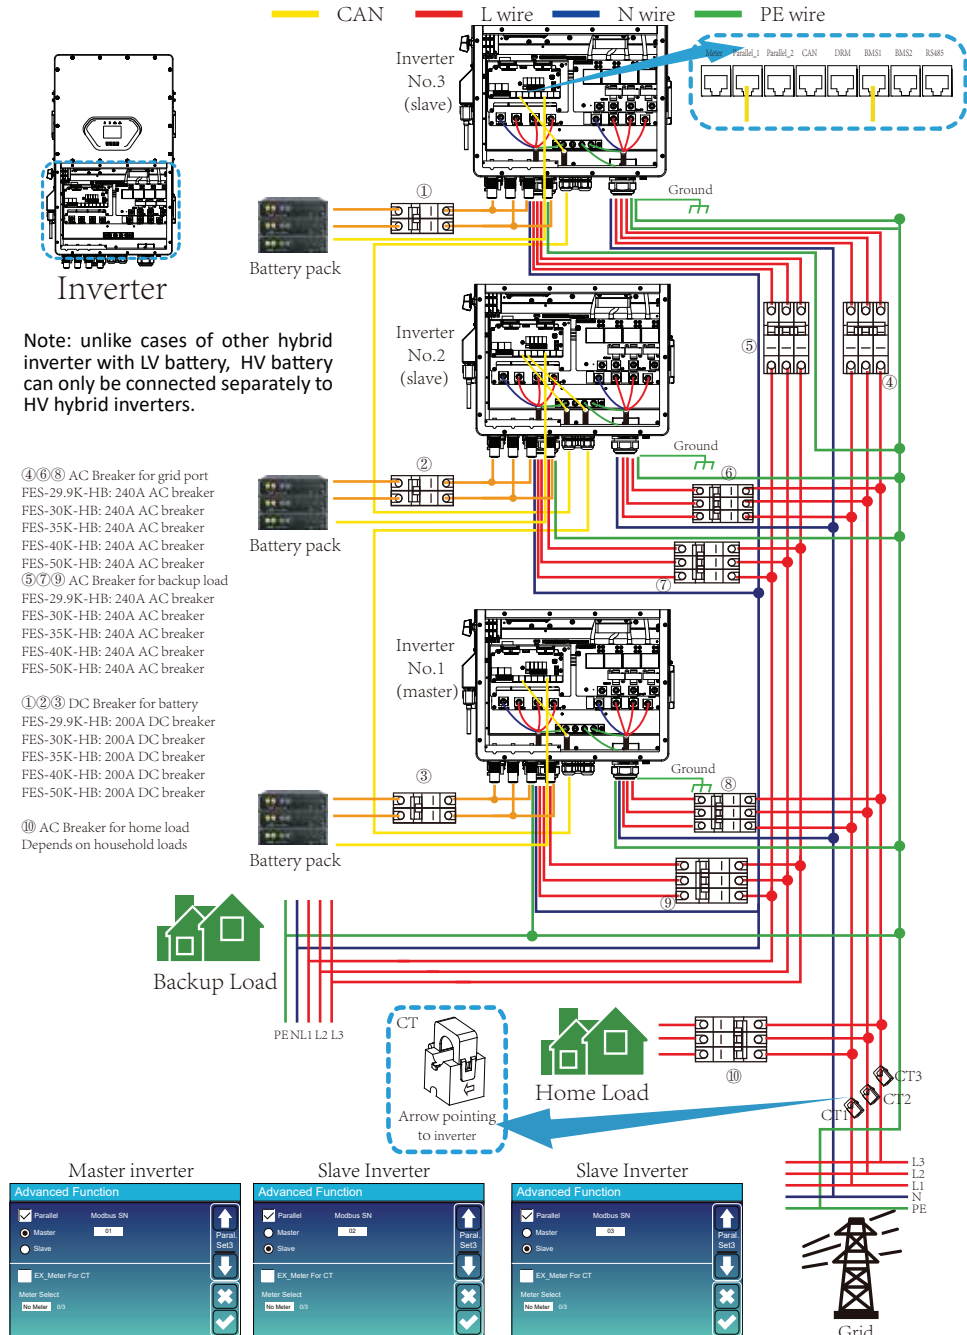 CAN L wire N wire PE wire
Inverter
No.3
(slave)
Meter Parallel_1 Parallel_2 CAN DRM BMS1 BMS2 RS485
①
Ground
Battery pack
Inverter
Note: unlike cases of other hybrid
inverter with LV battery, HV battery
can only be connected separately to
HV hybrid inverters.
Inverter
No.2
(slave)
⑤
④
Ground
②
⑥
Battery pack
⑦
④⑥⑧ AC Breaker for grid port
FES-29.9K-HB: 240A AC breaker
FES-30K-HB: 240A AC breaker
FES-35K-HB: 240A AC breaker
FES-40K-HB: 240A AC breaker
FES-50K-HB: 240A AC breaker
⑤⑦⑨ AC Breaker for backup load
FES-29.9K-HB: 240A AC breaker
FES-30K-HB: 240A AC breaker
FES-35K-HB: 240A AC breaker
FES-40K-HB: 240A AC breaker
FES-50K-HB: 240A AC breaker
①②③ DC Breaker for battery
FES-29.9K-HB: 200A DC breaker
FES-30K-HB: 200A DC breaker
FES-35K-HB: 200A DC breaker
FES-40K-HB: 200A DC breaker
FES-50K-HB: 200A DC breaker
⑩ AC Breaker for home load
Depends on household loads
Inverter
No.1
(master)
Ground
③
⑧
Battery pack
⑨
Backup Load
PE N L1 L2 L3
CT
Arrow pointing
to inverter
Home Load
⑩
CT3
CT2
CT1
L3
L2
L1
N
PE
Grid
Master inverter
Advanced Function
Parallel Modbus SN
Master 01
Slave
Paral.
Set3
EX_Meter For CT
Meter Select
No Meter 0/3
Slave Inverter
Advanced Function
Parallel Modbus SN
Master 02
Slave
Paral.
Set3
EX_Meter For CT
Meter Select
No Meter 0/3
Slave Inverter
Advanced Function
Parallel Modbus SN
Master 03
Slave
Paral.
Set3
EX_Meter For CT
Meter Select
No Meter 0/3